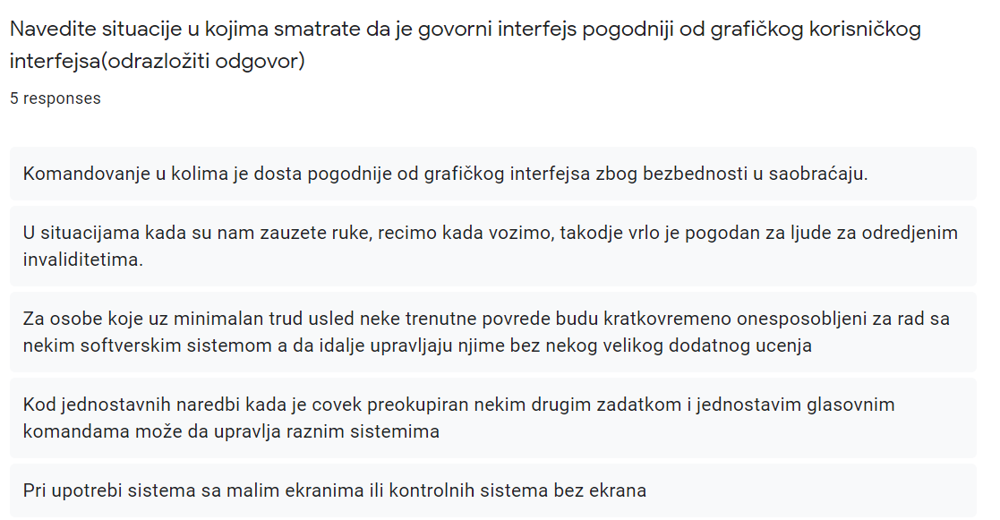 Navedite situacije u kojima smatrate da je govorni interfejs pogodniji od grafičkog korisničkog
interfejsa(odrazložiti odgovor)
5 responses
Komandovanje u kolima je dosta pogodnije od grafičkog interfejsa zbog bezbednosti u saobraćaju.
U situacijama kada su nam zauzete ruke, recimo kada vozimo, takodje vrlo je pogodan za ljude za odredjenim
invaliditetima.
Za osobe koje uz minimalan trud usled neke trenutne povrede budu kratkovremeno onesposobljeni za rad sa
nekim softverskim sistemom a da idalje upravljaju njime bez nekog velikog dodatnog ucenja
Kod jednostavnih naredbi kada je covek preokupiran nekim drugim zadatkom i jednostavim glasovnim
komandama može da upravlja raznim sistemima
Pri upotrebi sistema sa malim ekranima ili kontrolnih sistema bez ekrana